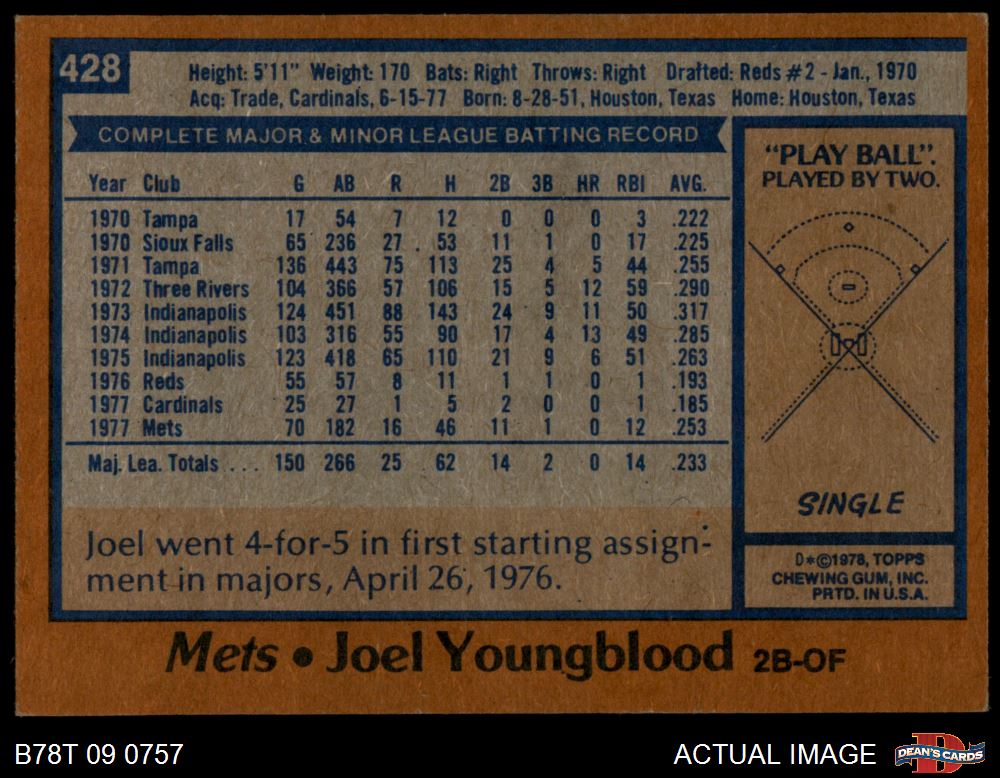 428
Height: 5'11" Weight: 170 Bats: Right Throws: Right Drafted: Reds #2 - Jan., 1970
Acq: Trade, Cardinals, 6-15-77 Born: 8-28-51, Houston, Texas Home: Houston, Texas
COMPLETE MAJOR & MINOR LEAGUE BATTING RECORD
Year Club G AB R H 2B 3B HR RBI AVG.
1970 Tampa 17 54 7 12 0 0 0 3 .222
1970 Sioux Falls 65 236 27 53 11 1 0 17 .225
1971 Tampa 136 443 75 113 25 4 5 44 .255
1972 Three Rivers 104 366 57 106 15 5 12 59 .290
1973 Indianapolis 124 451 88 143 24 9 11 50 .317
1974 Indianapolis 103 316 55 90 17 4 13 49 .285
1975 Indianapolis 123 418 65 110 21 9 6 51 .263
1976 Reds 55 57 8 11 1 1 0 1 .193
1977 Cardinals 25 27 1 5 2 0 0 1 .185
1977 Mets 70 182 16 46 11 1 0 12 .253
Maj. Lea. Totals . . . 150 266 25 62 14 2 0 14 .233
Joel went 4-for-5 in first starting assign-
ment in majors, April 26, 1976.
"PLAY BALL".
PLAYED BY TWO.
SINGLE
D*©1978, TOPPS
CHEWING GUM, INC.
PRTD. IN U.S.A.
Mets • Joel Youngblood 2B-OF
B78T 09 0757
ACTUAL IMAGE
DEAN'S CARDS